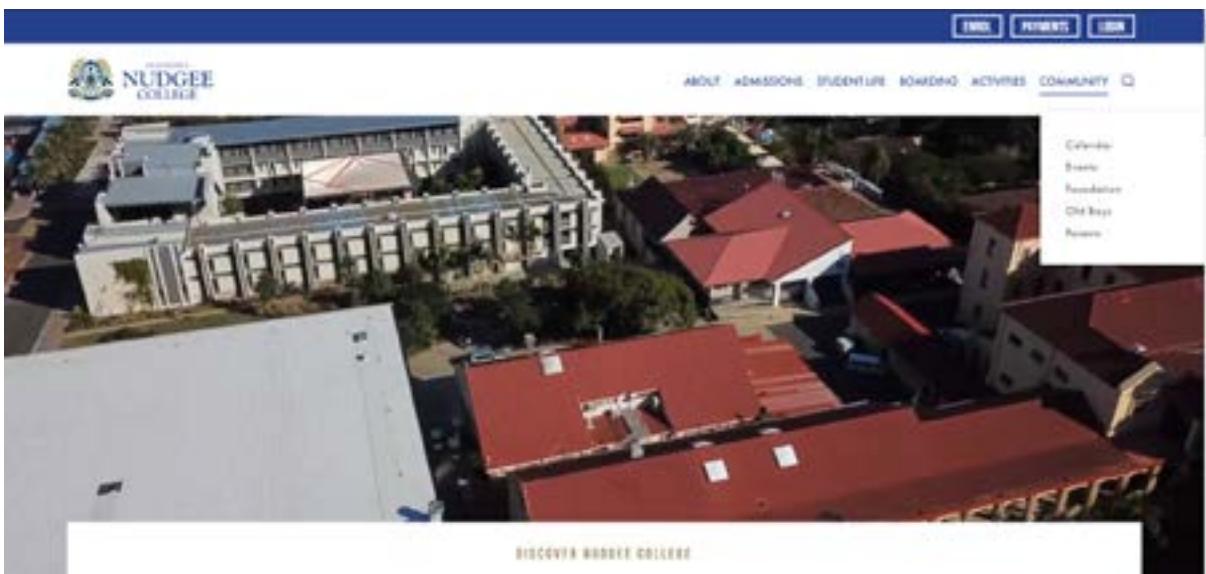 ENROL PAYMENTS LOGIN
NUDGEE
COLLEGE
ABOUT ADMISSIONS STUDENT LIFE BOARDING ACTIVITIES COMMUNITY
Calendar
Events
Foundation
Old Boys
Parents
DISCOVER NUDGEE COLLEGE